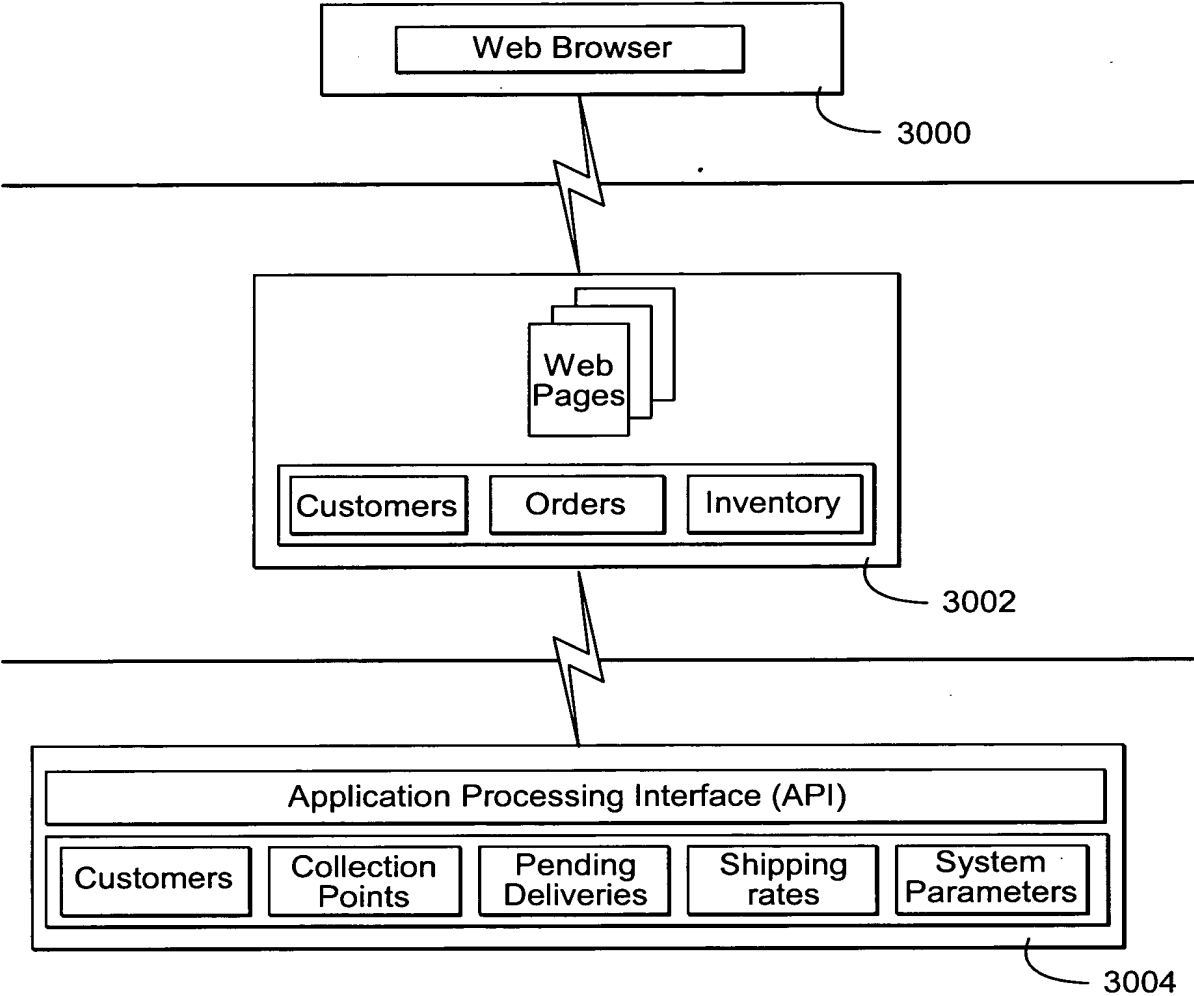 Web Browser
3000
Web
Pages
Customers
Orders
Inventory
3002
Application Processing Interface (API)
Customers
Collection
Points
Pending
Deliveries
Shipping
rates
System
Parameters
3004